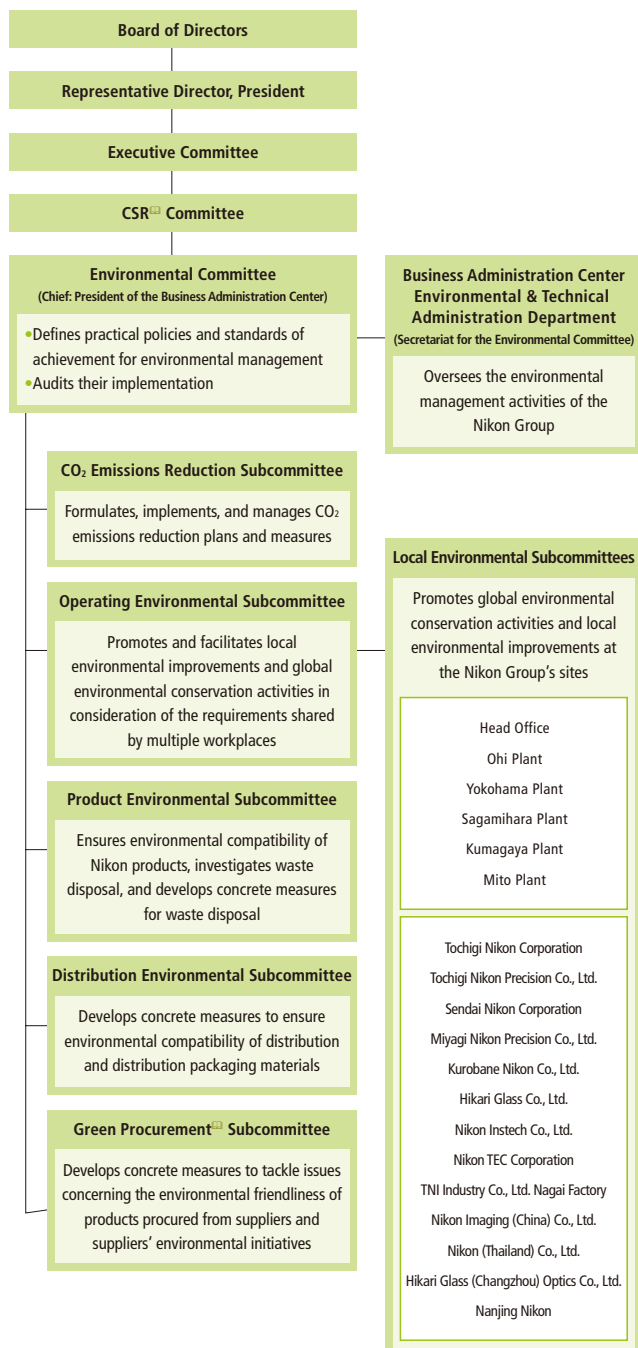 Board of Directors
Representative Director, President
Executive Committee
CSR Committee
Environmental Committee
(Chief: President of the Business Administration Center)
•Defines practical policies and standards of
achievement for environmental management
•Audits their implementation
Business Administration Center
Environmental & Technical
Administration Department
(Secretariat for the Environmental Committee)
Oversees the environmental
management activities of the
Nikon Group
CO₂ Emissions Reduction Subcommittee
Formulates, implements, and manages CO₂
emissions reduction plans and measures
Operating Environmental Subcommittee
Promotes and facilitates local
environmental improvements and global
environmental conservation activities in
consideration of the requirements shared
by multiple workplaces
Product Environmental Subcommittee
Ensures environmental compatibility of
Nikon products, investigates waste
disposal, and develops concrete measures
for waste disposal
Distribution Environmental Subcommittee
Develops concrete measures to ensure
environmental compatibility of distribution
and distribution packaging materials
Green Procurement Subcommittee
Develops concrete measures to tackle issues
concerning the environmental friendliness of
products procured from suppliers and
suppliers' environmental initiatives
Local Environmental Subcommittees
Promotes global environmental
conservation activities and local
environmental improvements at
the Nikon Group's sites
Head Office
Ohi Plant
Yokohama Plant
Sagamihara Plant
Kumagaya Plant
Mito Plant
Tochigi Nikon Corporation
Tochigi Nikon Precision Co., Ltd.
Sendai Nikon Corporation
Miyagi Nikon Precision Co., Ltd.
Kurobane Nikon Co., Ltd.
Hikari Glass Co., Ltd.
Nikon Instech Co., Ltd.
Nikon TEC Corporation
TNI Industry Co., Ltd. Nagai Factory
Nikon Imaging (China) Co., Ltd.
Nikon (Thailand) Co., Ltd.
Hikari Glass (Changzhou) Optics Co., Ltd.
Nanjing Nikon